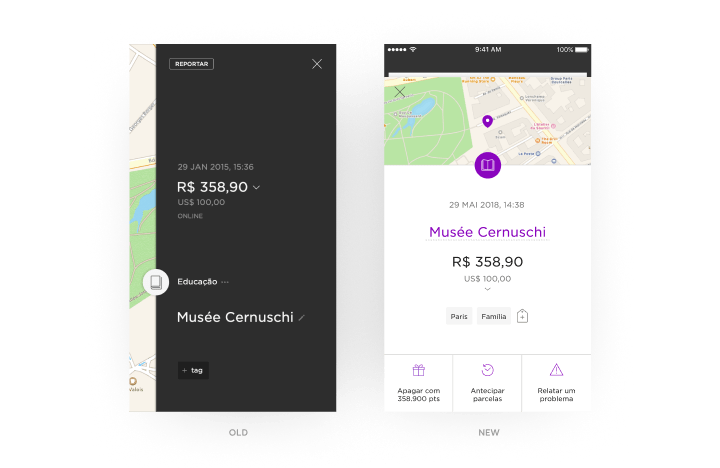 REPORTAR
29 JAN 2015, 15:36
R$ 358,90
US$ 100,00
ONLINE
Educação ...
Musée Cernuschi
+ tag
OLD
9:41 AM
100%
29 MAI 2018, 14:38
Musée Cernuschi
R$ 358,90
US$ 100,00
Paris
Família
Apagar com
358.900 pts
Antecipar
parcelas
Relatar um
problema
NEW